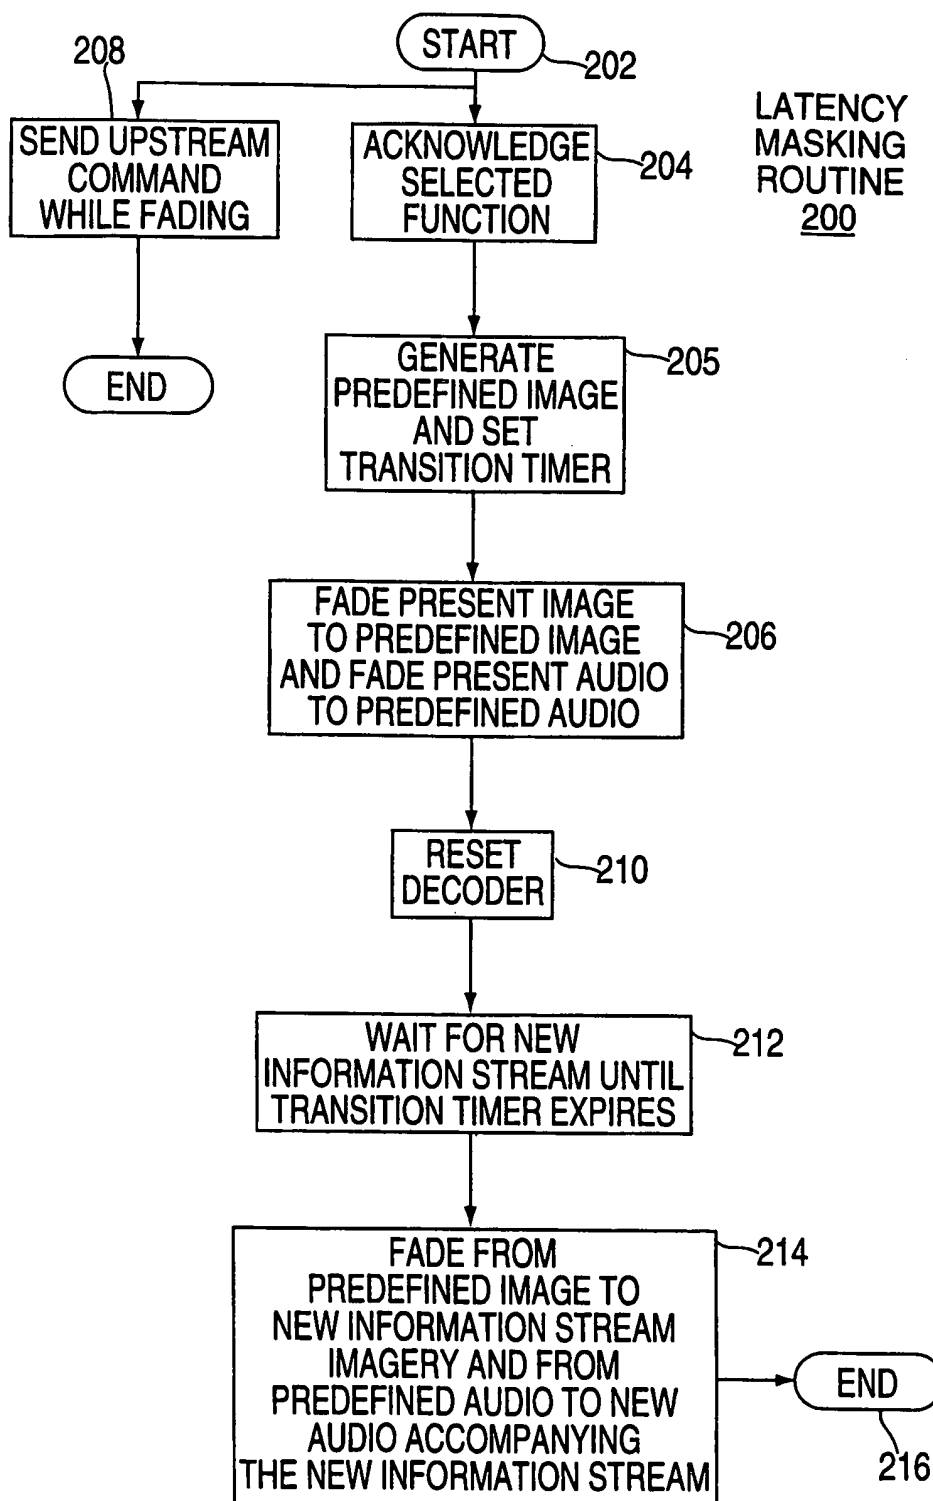 START
202
208
LATENCY
MASKING
ROUTINE
200
SEND UPSTREAM
COMMAND
WHILE FADING
ACKNOWLEDGE
SELECTED
FUNCTION
204
END
GENERATE
PREDEFINED IMAGE
AND SET
TRANSITION TIMER
205
FADE PRESENT IMAGE
TO PREDEFINED IMAGE
AND FADE PRESENT AUDIO
TO PREDEFINED AUDIO
206
RESET
DECODER
210
WAIT FOR NEW
INFORMATION STREAM UNTIL
TRANSITION TIMER EXPIRES
212
FADE FROM
PREDEFINED IMAGE TO
NEW INFORMATION STREAM
IMAGERY AND FROM
PREDEFINED AUDIO TO NEW
AUDIO ACCOMPANYING
THE NEW INFORMATION STREAM
214
END
216